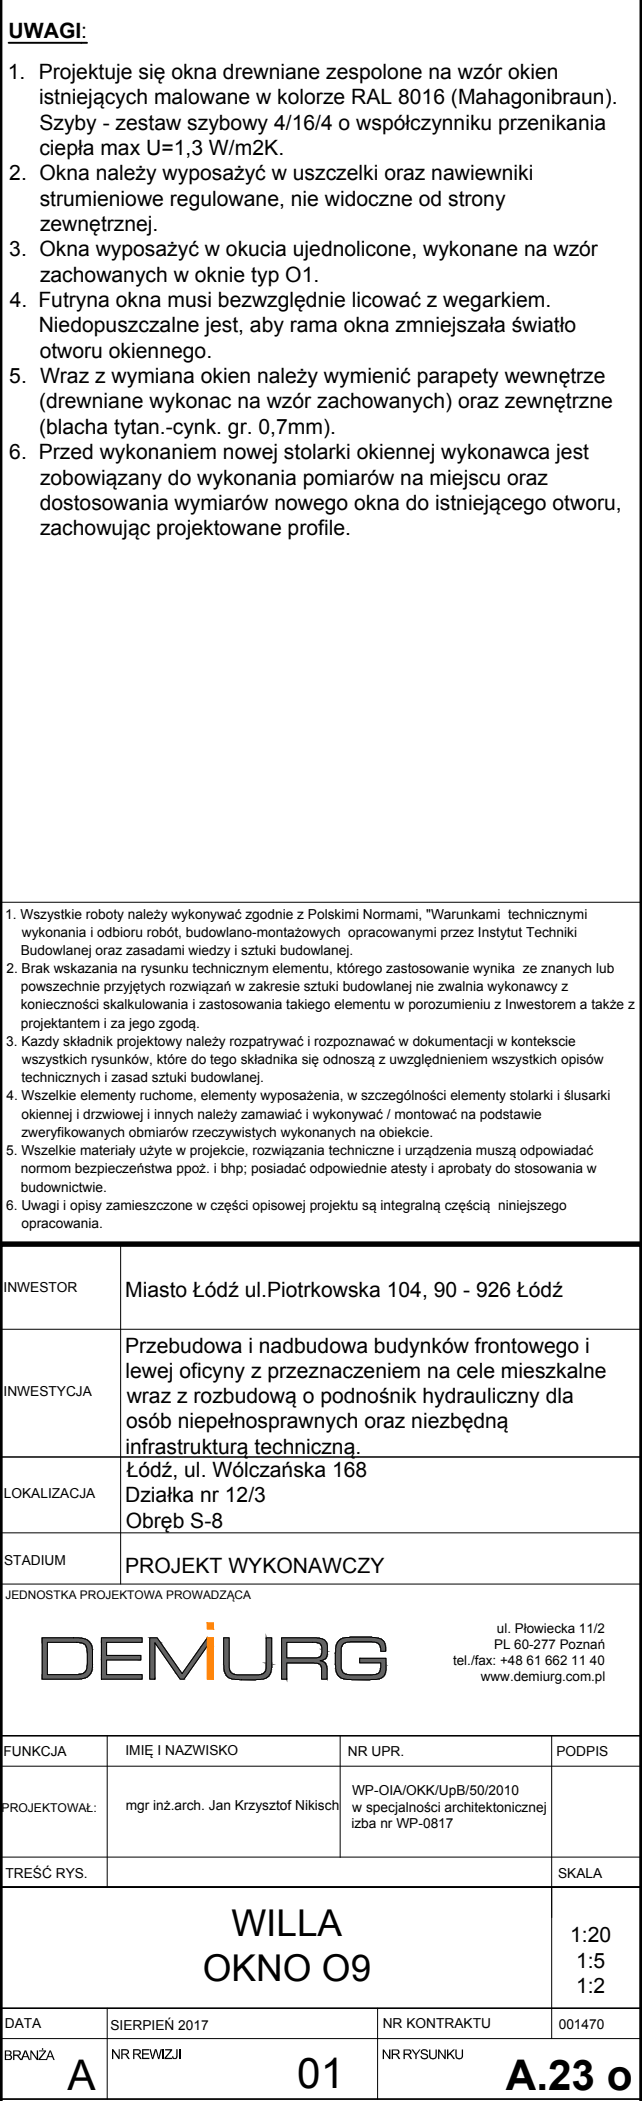 UWAGI:
1. Projektuje się okna drewniane zespolone na wzór okien
istniejących malowane w kolorze RAL 8016 (Mahagonibraun).
Szyby - zestaw szybowy 4/16/4 o współczynniku przenikania
ciepła max U=1,3 W/m2K.
2. Okna należy wyposażyć w uszczelki oraz nawiewniki
strumieniowe regulowane, nie widoczne od strony
zewnętrznej.
3. Okna wyposażyć w okucia ujednolicone, wykonane na wzór
zachowanych w oknie typ O1.
4. Futryna okna musi bezwzględnie licować z wegarkiem.
Niedopuszczalne jest, aby rama okna zmniejszała światło
otworu okiennego.
5. Wraz z wymiana okien należy wymienić parapety wewnętrze
(drewniane wykonac na wzór zachowanych) oraz zewnętrzne
(blacha tytan.-cynk. gr. 0,7mm).
6. Przed wykonaniem nowej stolarki okiennej wykonawca jest
zobowiązany do wykonania pomiarów na miejscu oraz
dostosowania wymiarów nowego okna do istniejącego otworu,
zachowując projektowane profile.
1. Wszystkie roboty należy wykonywać zgodnie z Polskimi Normami, "Warunkami technicznymi
wykonania i odbioru robót, budowlano-montażowych opracowanymi przez Instytut Techniki
Budowlanej oraz zasadami wiedzy i sztuki budowlanej.
2. Brak wskazania na rysunku technicznym elementu, którego zastosowanie wynika ze znanych lub
powszechnie przyjętych rozwiązań w zakresie sztuki budowlanej nie zwalnia wykonawcy z
konieczności skalkulowania i zastosowania takiego elementu w porozumieniu z Inwestorem a także z
projektantem i za jego zgodą.
3. Kazdy składnik projektowy należy rozpatrywać i rozpoznawać w dokumentacji w kontekscie
wszystkich rysunków, które do tego składnika się odnoszą z uwzględnieniem wszystkich opisów
technicznych i zasad sztuki budowlanej.
4. Wszelkie elementy ruchome, elementy wyposażenia, w szczególności elementy stolarki i ślusarki
okiennej i drzwiowej i innych należy zamawiać i wykonywać / montować na podstawie
zweryfikowanych obmiarów rzeczywistych wykonanych na obiekcie.
5. Wszelkie materiały użyte w projekcie, rozwiązania techniczne i urządzenia muszą odpowiadać
normom bezpieczeństwa ppoż. i bhp; posiadać odpowiednie atesty i aprobaty do stosowania w
budownictwie.
6. Uwagi i opisy zamieszczone w części opisowej projektu są integralną częścią niniejszego
opracowania.
INWESTOR
Miasto Łódź ul.Piotrkowska 104, 90 - 926 Łódź
INWESTYCJA
Przebudowa i nadbudowa budynków frontowego i
lewej oficyny z przeznaczeniem na cele mieszkalne
wraz z rozbudową o podnośnik hydrauliczny dla
osób niepełnosprawnych oraz niezbędną
infrastrukturą techniczną.
LOKALIZACJA
Łódź, ul. Wólczańska 168
Działka nr 12/3
Obręb S-8
STADIUM
PROJEKT WYKONAWCZY
JEDNOSTKA PROJEKTOWA PROWADZĄCA
DEMIURG
ul. Płowiecka 11/2
PL 60-277 Poznań
tel./fax: +48 61 662 11 40
www.demiurg.com.pl
FUNKCJA IMIĘ I NAZWISKO NR UPR. PODPIS
PROJEKTOWAŁ: mgr inż.arch. Jan Krzysztof Nikisch
WP-OIA/OKK/UpB/50/2010
w specjalności architektonicznej
izba nr WP-0817
TREŚĆ RYS. SKALA
WILLA
OKNO O9
1:20
1:5
1:2
DATA SIERPIEŃ 2017 NR KONTRAKTU 001470
BRANŻA A NR REWIZJI 01 NR RYSUNKU A.23 o